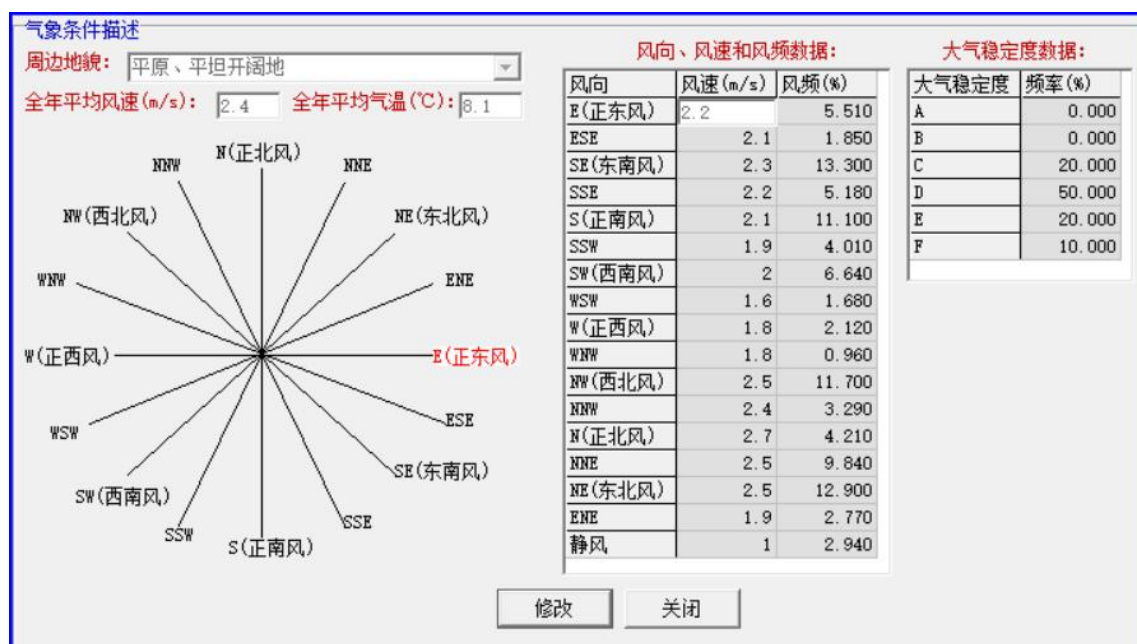 气象条件描述
周边地貌: 平原、平坦开阔地
全年平均风速(m/s): 2.4 全年平均气温(℃): 8.1
N(正北风)
NNW NNE
NW(西北风) NE(东北风)
WNW ENE
W(正西风) E(正东风)
WSW ESE
SW(西南风) SE(东南风)
SSW SSE
S(正南风)
风向、风速和风频数据:
风向 风速(m/s) 风频(%)
E(正东风) 2.2 5.510
ESE 2.1 1.850
SE(东南风) 2.3 13.300
SSE 2.2 5.180
S(正南风) 2.1 11.100
SSW 1.9 4.010
SW(西南风) 2 6.640
WSW 1.6 1.680
W(正西风) 1.8 2.120
WNW 1.8 0.960
NW(西北风) 2.5 11.700
NNW 2.4 3.290
N(正北风) 2.7 4.210
NNE 2.5 9.840
NE(东北风) 2.5 12.900
ENE 1.9 2.770
静风 1 2.940
大气稳定度数据:
大气稳定度 频率(%)
A 0.000
B 0.000
C 20.000
D 50.000
E 20.000
F 10.000
修改 关闭